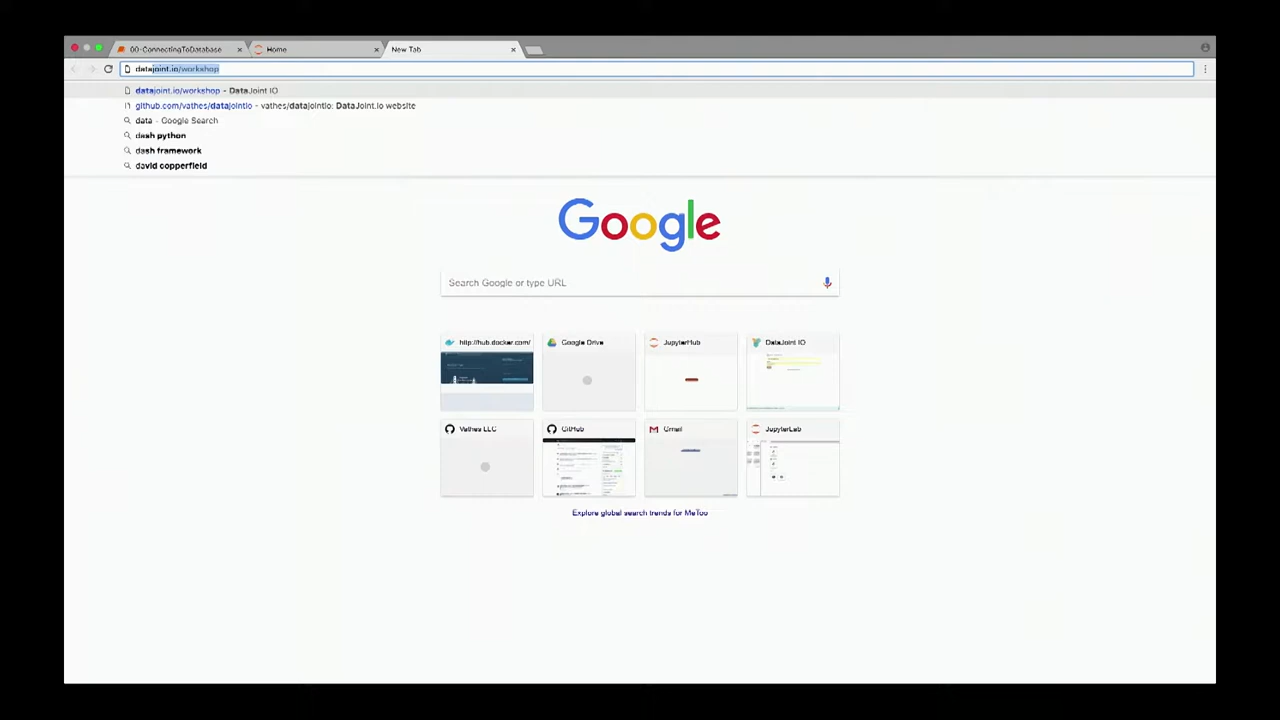 00-ConnectingToDatabase
Home
New Tab
datajoint.io/workshop
datajoint.io/workshop - DataJoint IO
github.com/vathes/datajointio - vathes/datajointio: DataJoint.io website
data - Google Search
dash python
dash framework
david copperfield
Google
Search Google or type URL
http://hub.docker.com/
Google Drive
JupyterHub
DataJoint IO
Vathes LLC
GitHub
Gmail
JupyterLab
Explore global search trends for MeToo